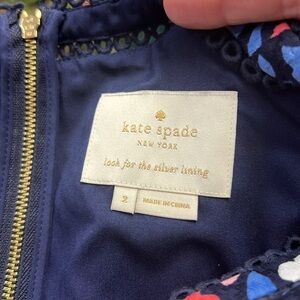 kate spade
NEW YORK
look for the silver lining
2
MADE IN CHINA